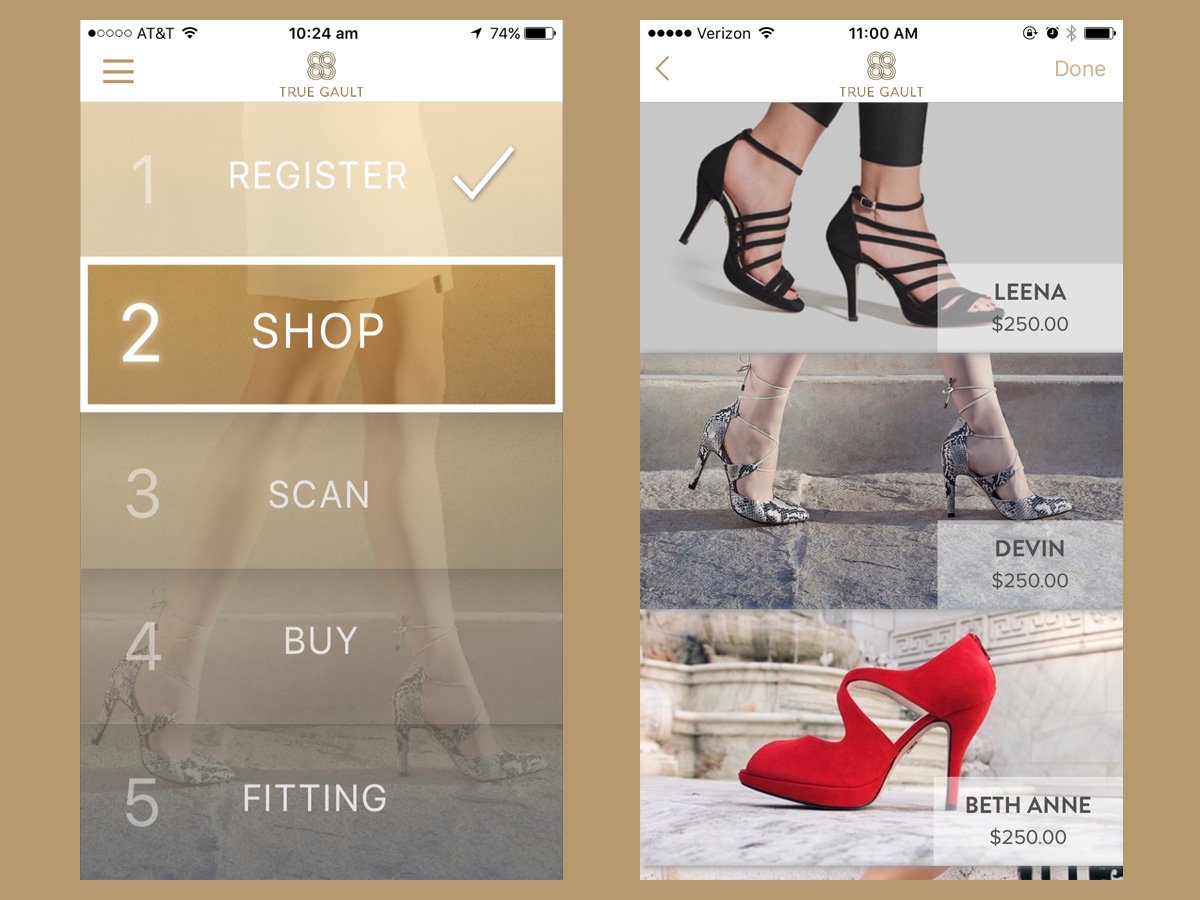 AT&T 10:24 am 74%
TRUE GAULT
1 REGISTER
2 SHOP
3 SCAN
4 BUY
5 FITTING
Verizon 11:00 AM
TRUE GAULT Done
LEENA
$250.00
DEVIN
$250.00
BETH ANNE
$250.00